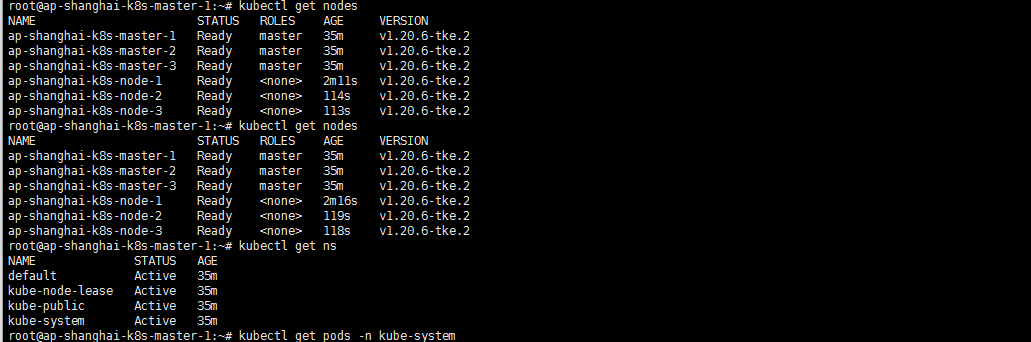 root@ap-shanghai-k8s-master-1:~# kubectl get nodes
NAME STATUS ROLES AGE VERSION
ap-shanghai-k8s-master-1 Ready master 35m v1.20.6-tke.2
ap-shanghai-k8s-master-2 Ready master 35m v1.20.6-tke.2
ap-shanghai-k8s-master-3 Ready master 35m v1.20.6-tke.2
ap-shanghai-k8s-node-1 Ready <none> 2m11s v1.20.6-tke.2
ap-shanghai-k8s-node-2 Ready <none> 114s v1.20.6-tke.2
ap-shanghai-k8s-node-3 Ready <none> 113s v1.20.6-tke.2
root@ap-shanghai-k8s-master-1:~# kubectl get nodes
NAME STATUS ROLES AGE VERSION
ap-shanghai-k8s-master-1 Ready master 35m v1.20.6-tke.2
ap-shanghai-k8s-master-2 Ready master 35m v1.20.6-tke.2
ap-shanghai-k8s-master-3 Ready master 35m v1.20.6-tke.2
ap-shanghai-k8s-node-1 Ready <none> 2m16s v1.20.6-tke.2
ap-shanghai-k8s-node-2 Ready <none> 119s v1.20.6-tke.2
ap-shanghai-k8s-node-3 Ready <none> 118s v1.20.6-tke.2
root@ap-shanghai-k8s-master-1:~# kubectl get ns
NAME STATUS AGE
default Active 35m
kube-node-lease Active 35m
kube-public Active 35m
kube-system Active 35m
root@ap-shanghai-k8s-master-1:~# kubectl get pods -n kube-system